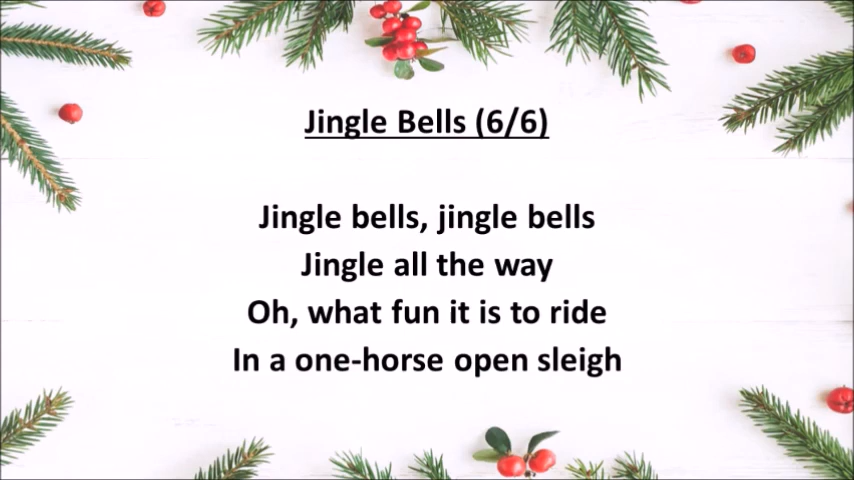 Jingle Bells (6/6)
Jingle bells, jingle bells
Jingle all the way
Oh, what fun it is to ride
In a one-horse open sleigh